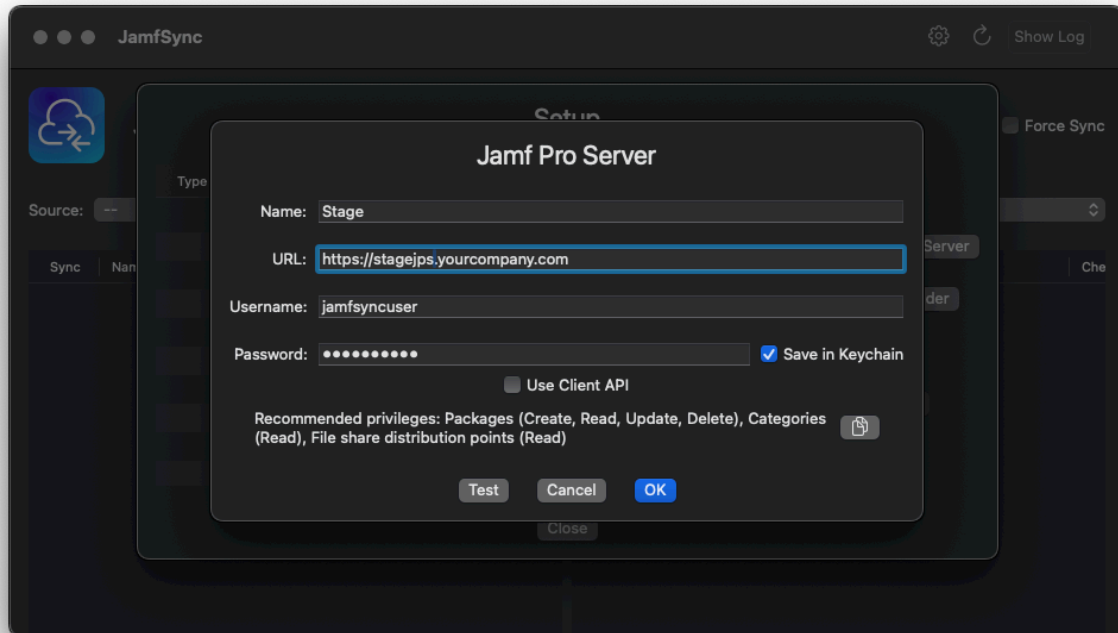 JamfSync
Show Log
Setup
Force Sync
Jamf Pro Server
Type
Name: Stage
Source: --
URL: https://stagejps.yourcompany.com
Server
Sync
Che
Username: jamfsyncuser
der
Password: ●●●●●●●●●● Save in Keychain
Use Client API
Recommended privileges: Packages (Create, Read, Update, Delete), Categories
(Read), File share distribution points (Read)
Test Cancel OK
Close